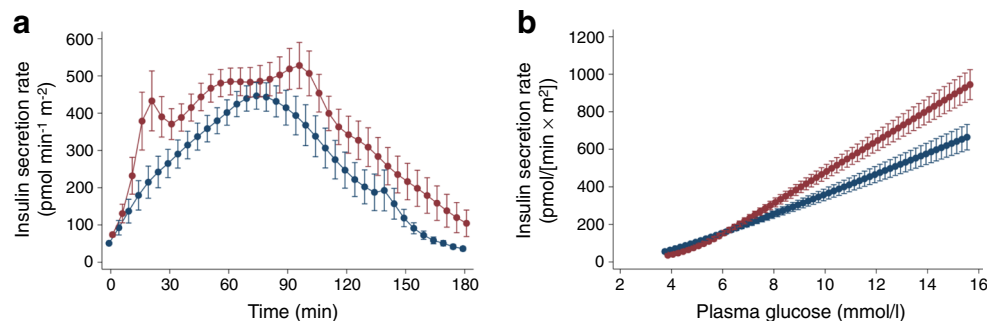 a
Insulin secretion rate
(pmol min⁻¹ m⁻²)
600
500
400
300
200
100
0
0 30 60 90 120 150 180
Time (min)
b
Insulin secretion rate
(pmol/[min × m²])
1200
1000
800
600
400
200
0
2 4 6 8 10 12 14 16
Plasma glucose (mmol/l)